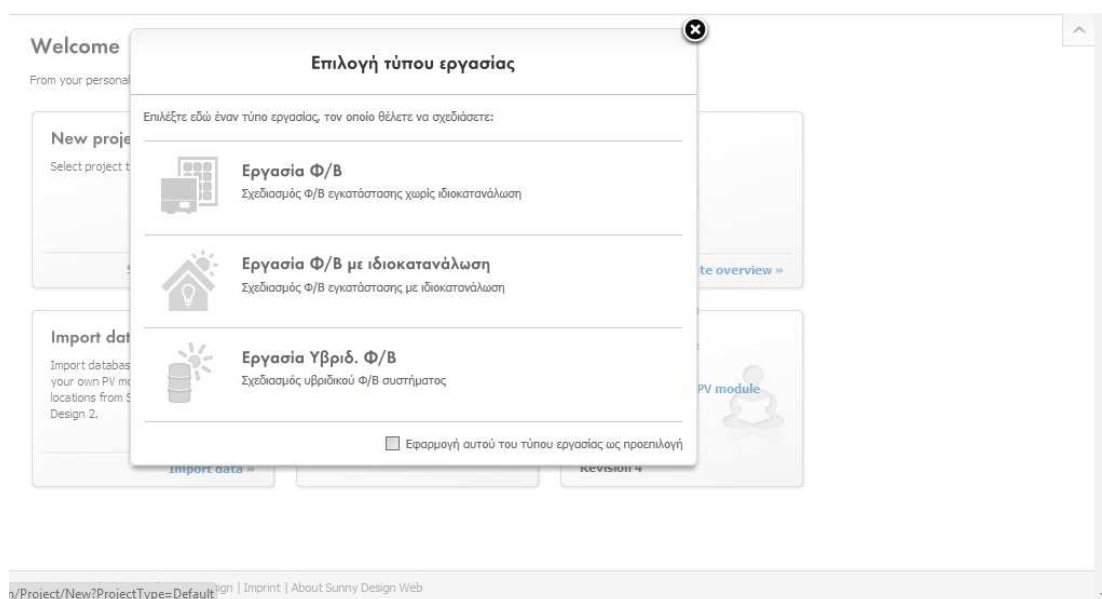 Welcome
From your personal
Επιλογή τύπου εργασίας
Επιλέξτε εδώ έναν τύπο εργασίας, τον οποίο θέλετε να σχεδιάσετε:
New proje
Select project t
Εργασία Φ/Β
Σχεδιασμός Φ/Β εγκατάστασης χωρίς ιδιοκατανάλωση
Εργασία Φ/Β με ιδιοκατανάλωση
Σχεδιασμός Φ/Β εγκατάστασης με ιδιοκατανάλωση
te overview »
Εργασία Υβριδ. Φ/Β
Σχεδιασμός υβριδικού Φ/Β συστήματος
Εφαρμογή αυτού του τύπου εργασίας ως προεπιλογή
Import dat
Import databas
your own PV mo
locations from S
Design 2.
PV module
Import data »
Revision 4
ign | Imprint | About Sunny Design Web
n/Project/New?ProjectType=Default